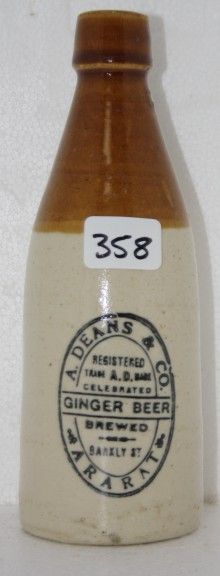 358
A. DEANS & CO.
REGISTERED
TRADE A.D. MARK
CELEBRATED
GINGER BEER
BREWED
BARKLY ST.
ARARAT